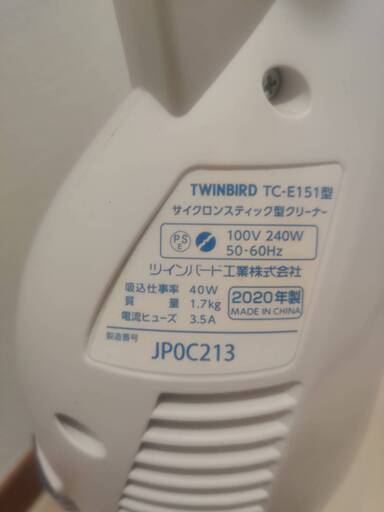 TWINBIRD TC-E151型
サイクロンスティック型クリーナー
PS
E
100V 240W
50-60Hz
ツインバード工業株式会社
吸込仕事率 40W
質量 1.7kg
電流ヒューズ 3.5A
2020年製
MADE IN CHINA
製造番号
JP0C213